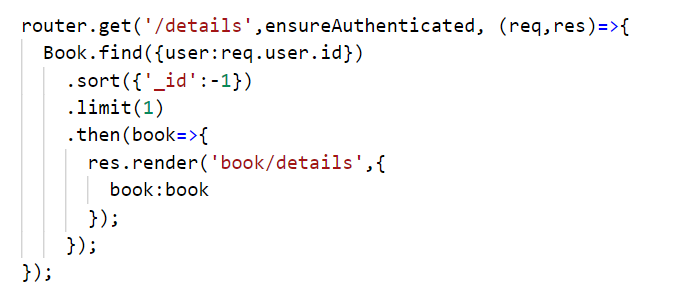 router.get('/details',ensureAuthenticated, (req,res)=>{
  Book.find({user:req.user.id})
    .sort({'_id':-1})
    .limit(1)
    .then(book=>{
      res.render('book/details',{
        book:book
      });
    });
});